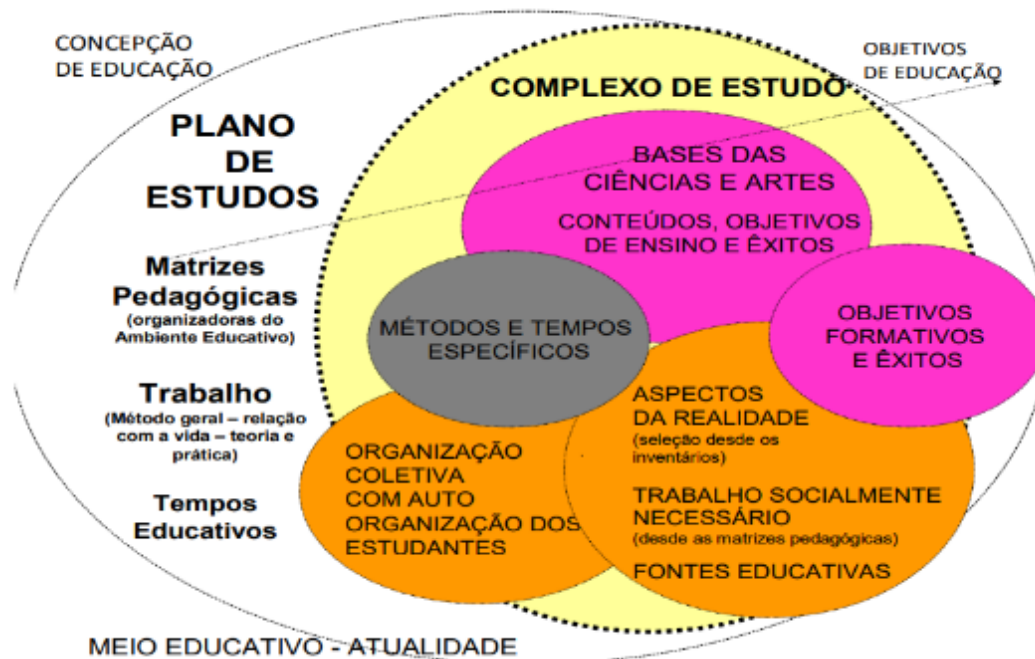 CONCEPÇÃO
DE EDUCAÇÃO
OBJETIVOS
DE EDUCAÇÃO
PLANO
DE
ESTUDOS
Matrizes
Pedagógicas
(organizadoras do
Ambiente Educativo)
Trabalho
(Método geral – relação
com a vida – teoria e
prática)
Tempos
Educativos
COMPLEXO DE ESTUDO
BASES DAS
CIÊNCIAS E ARTES
CONTEÚDOS, OBJETIVOS
DE ENSINO E ÊXITOS
MÉTODOS E TEMPOS
ESPECÍFICOS
OBJETIVOS
FORMATIVOS
E ÊXITOS
ORGANIZAÇÃO
COLETIVA
COM AUTO
ORGANIZAÇÃO DOS
ESTUDANTES
ASPECTOS
DA REALIDADE
(seleção desde os
inventários)
TRABALHO SOCIALMENTE
NECESSÁRIO
(desde as matrizes pedagógicas)
FONTES EDUCATIVAS
MEIO EDUCATIVO - ATUALIDADE